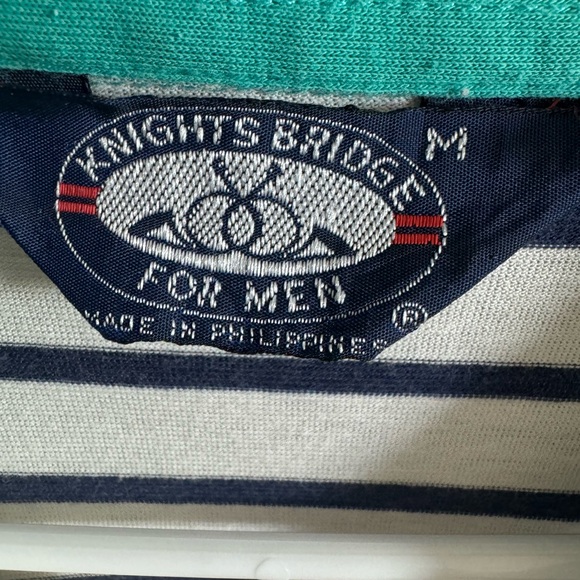 KNIGHTS BRIDGE
M
FOR MEN
MADE IN PHILIPPINES ®